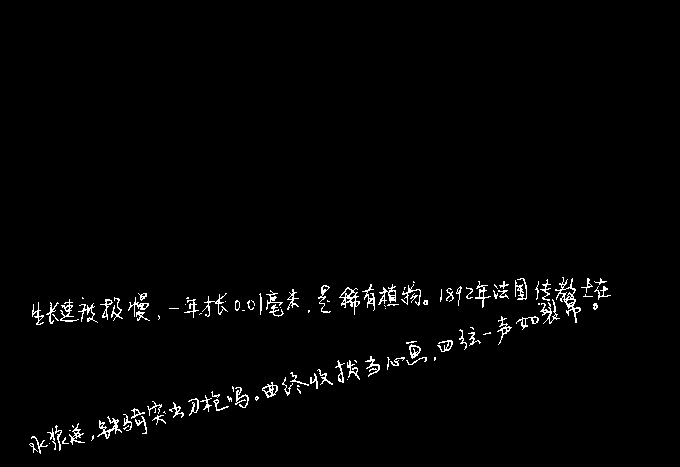 生长速度极慢，一年才长0.01毫米，是稀有植物。1892年法国传教士在
水浆迸，铁骑突出刀枪鸣。曲终收拨当心画，四弦一声如裂帛。